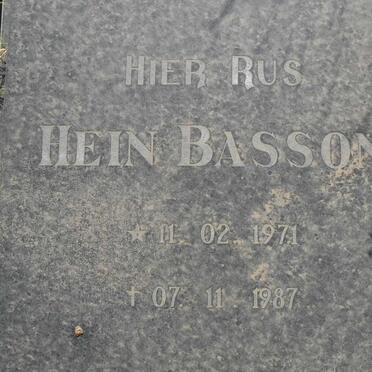 HIER RUS
HEIN BASSON
* 11 02 1971
† 07 11 1987